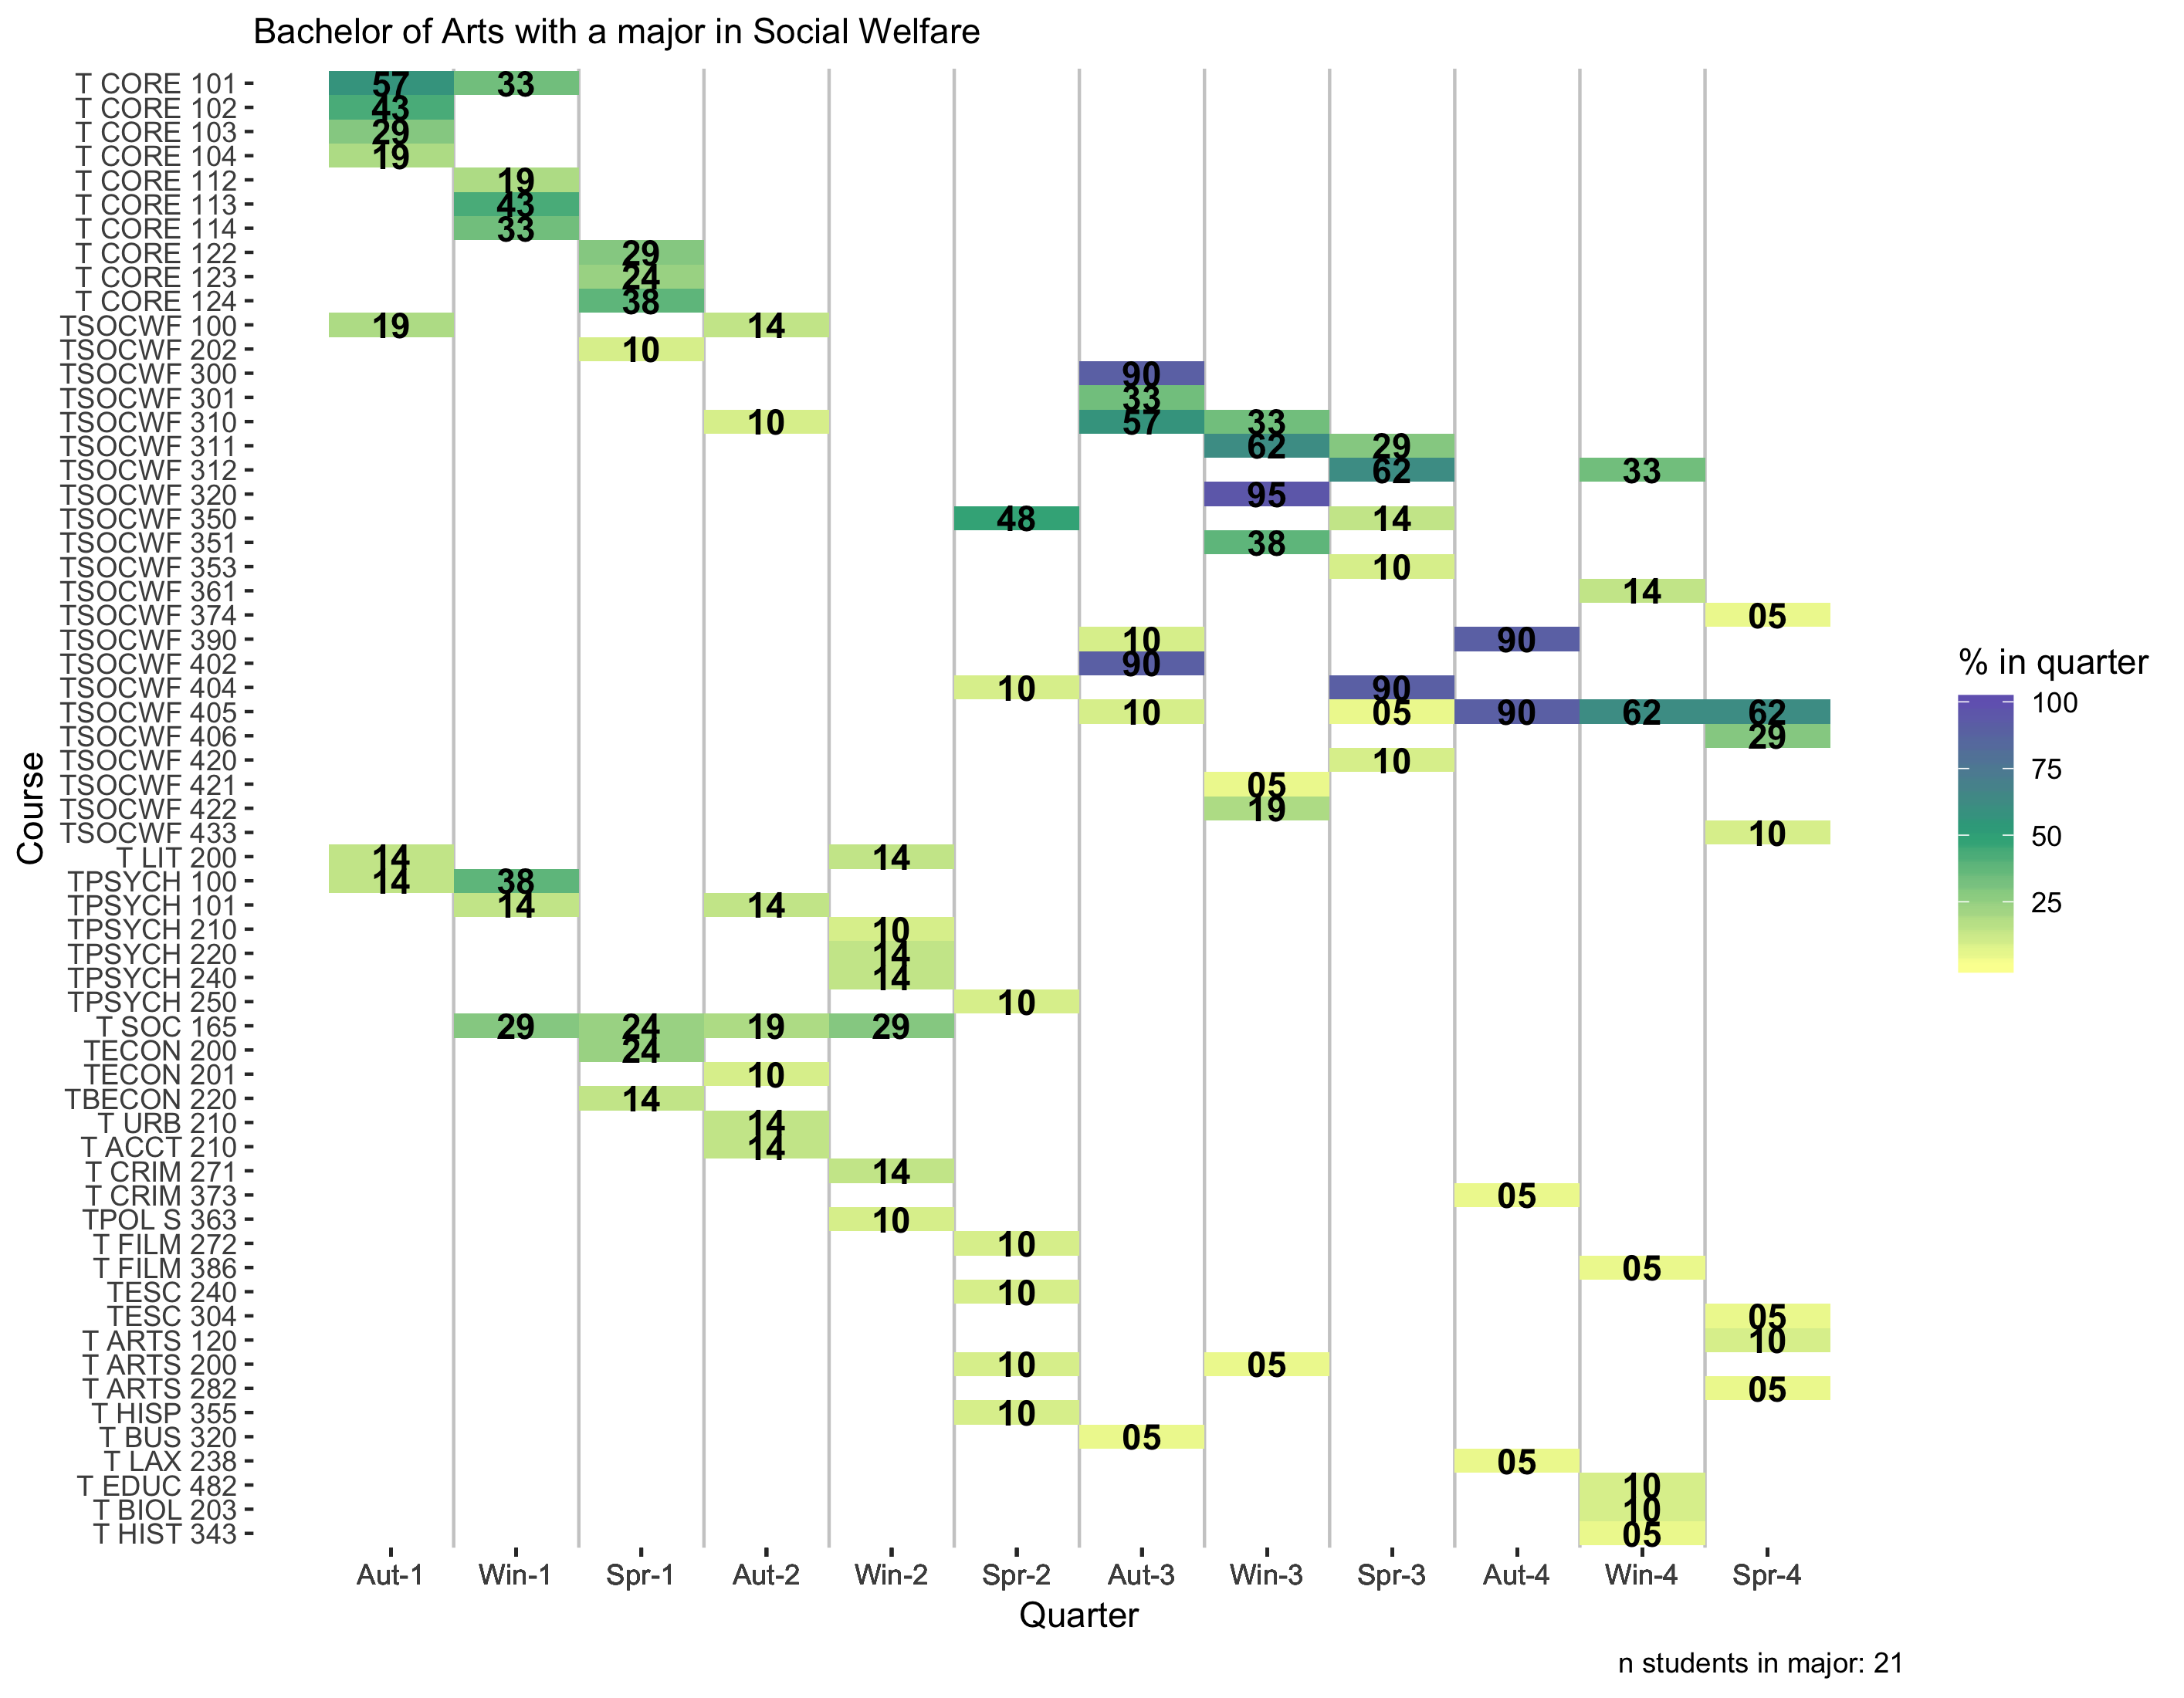 Bachelor of Arts with a major in Social Welfare
T CORE 101 57 33
T CORE 102 43
T CORE 103 29
T CORE 104 19
T CORE 112 19
T CORE 113 43
T CORE 114 33
T CORE 122 29
T CORE 123 24
T CORE 124 38
TSOCWF 100 19 14
TSOCWF 202 10
TSOCWF 300 90
TSOCWF 301 33
TSOCWF 310 10 57 33
TSOCWF 311 62 29
TSOCWF 312 62 33
TSOCWF 320 95
TSOCWF 350 48 14
TSOCWF 351 38
TSOCWF 353 10
TSOCWF 361 14
TSOCWF 374 05
TSOCWF 390 10 90
TSOCWF 402 90
TSOCWF 404 10 90
TSOCWF 405 10 05 90 62 62
TSOCWF 406 29
TSOCWF 420 10
TSOCWF 421 05
TSOCWF 422 19
TSOCWF 433 10
T LIT 200 14 14
TPSYCH 100 14 38
TPSYCH 101 14 14
TPSYCH 210 10
TPSYCH 220 14
TPSYCH 240 14
TPSYCH 250 10
T SOC 165 29 24 19 29
TECON 200 24
TECON 201 10
TBECON 220 14
T URB 210 14
T ACCT 210 14
T CRIM 271 14
T CRIM 373 05
TPOL S 363 10
T FILM 272 10
T FILM 386 05
TESC 240 10
TESC 304 05
T ARTS 120 10
T ARTS 200 10 05
T ARTS 282 05
T HISP 355 10
T BUS 320 05
T LAX 238 05
T EDUC 482 10
T BIOL 203 10
T HIST 343 05
Course
Aut-1 Win-1 Spr-1 Aut-2 Win-2 Spr-2 Aut-3 Win-3 Spr-3 Aut-4 Win-4 Spr-4
Quarter
% in quarter
100
75
50
25
n students in major: 21